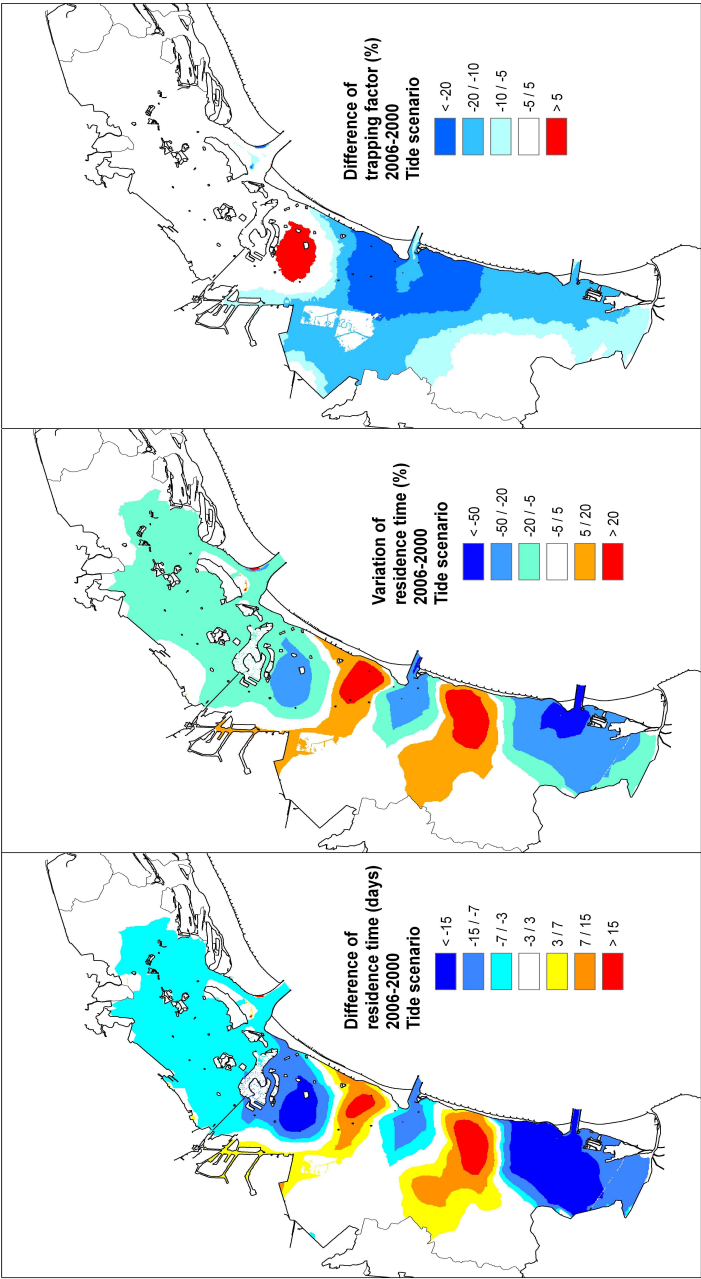 Difference of
trapping factor (%)
2006-2000
Tide scenario
< -20
-20 / -10
-10 / -5
-5 / 5
> 5
Variation of
residence time (%)
2006-2000
Tide scenario
< -50
-50 / -20
-20 / -5
-5 / 5
5 / 20
> 20
Difference of
residence time (days)
2006-2000
Tide scenario
< -15
-15 / -7
-7 / -3
-3 / 3
3 / 7
7 / 15
> 15